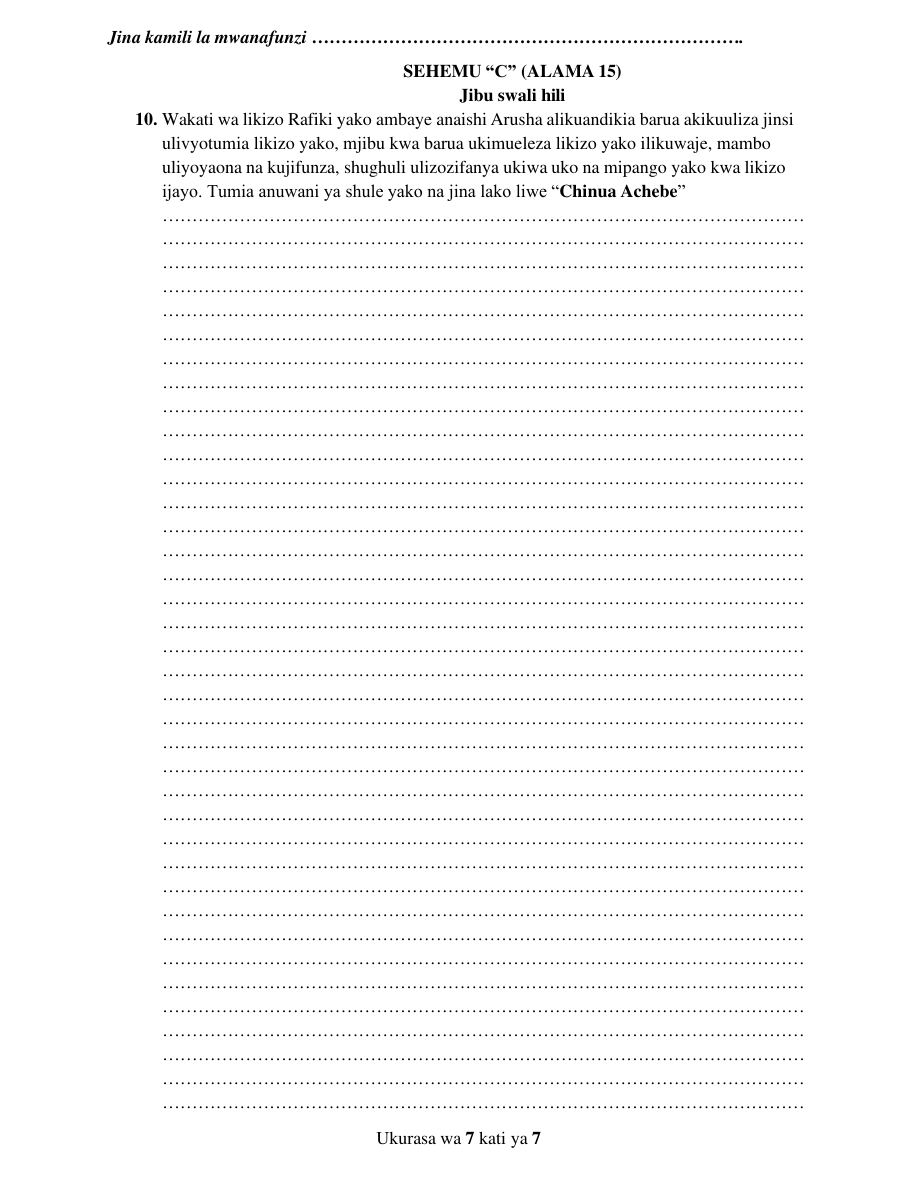 Jina kamili la mwanafunzi ……………………………………………………………….
SEHEMU “C” (ALAMA 15)
Jibu swali hili
10. Wakati wa likizo Rafiki yako ambaye anaishi Arusha alikuandikia barua akikuuliza jinsi
ulivyotumia likizo yako, mjibu kwa barua ukimueleza likizo yako ilikuwaje, mambo
uliyoyaona na kujifunza, shughuli ulizozifanya ukiwa uko na mipango yako kwa likizo
ijayo. Tumia anuwani ya shule yako na jina lako liwe “Chinua Achebe”
Ukurasa wa 7 kati ya 7